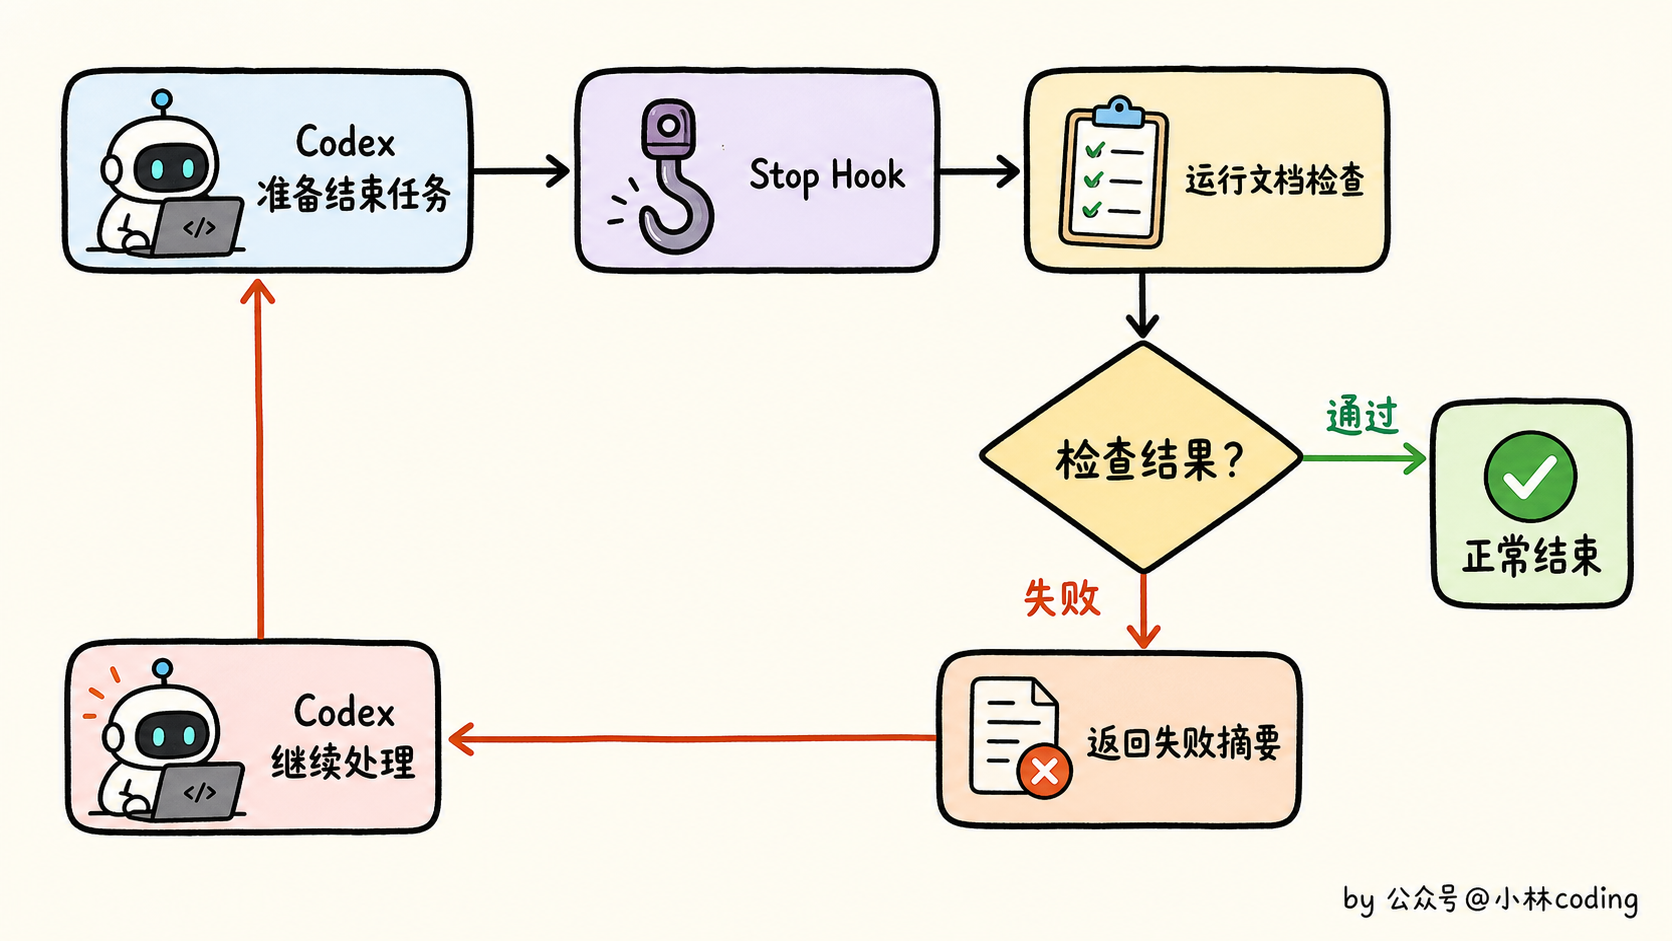 Codex
准备结束任务
Stop Hook
运行文档检查
检查结果?
通过
正常结束
失败
返回失败摘要
Codex
继续处理
</>
</>
by 公众号@小林coding